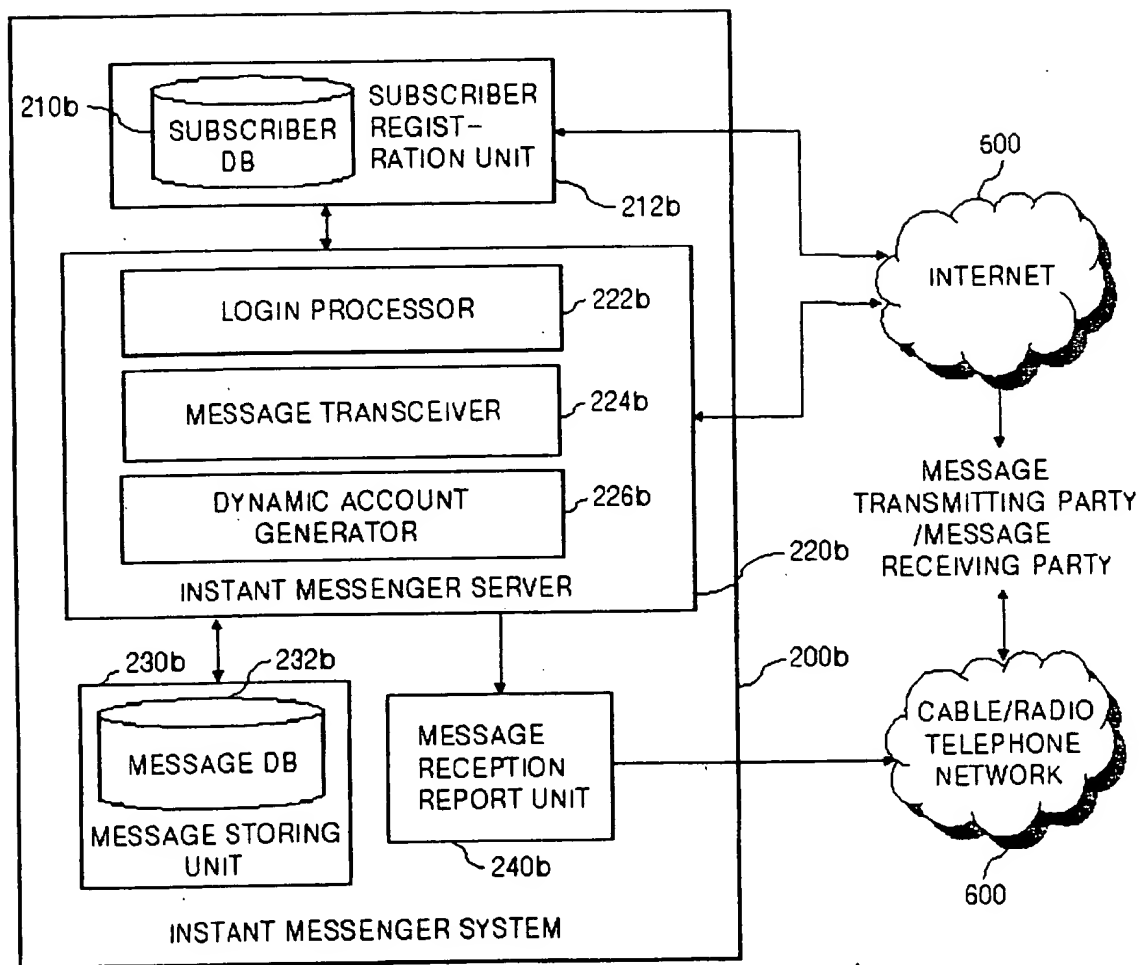 210b
SUBSCRIBER
DB
SUBSCRIBER
REGIST-
RATION UNIT
212b
600
INTERNET
LOGIN PROCESSOR
222b
MESSAGE TRANSCEIVER
224b
DYNAMIC ACCOUNT
GENERATOR
226b
INSTANT MESSENGER SERVER
220b
MESSAGE
TRANSMITTING PARTY
/MESSAGE
RECEIVING PARTY
230b
232b
MESSAGE DB
MESSAGE STORING
UNIT
MESSAGE
RECEPTION
REPORT UNIT
240b
200b
CABLE/RADIO
TELEPHONE
NETWORK
600
INSTANT MESSENGER SYSTEM